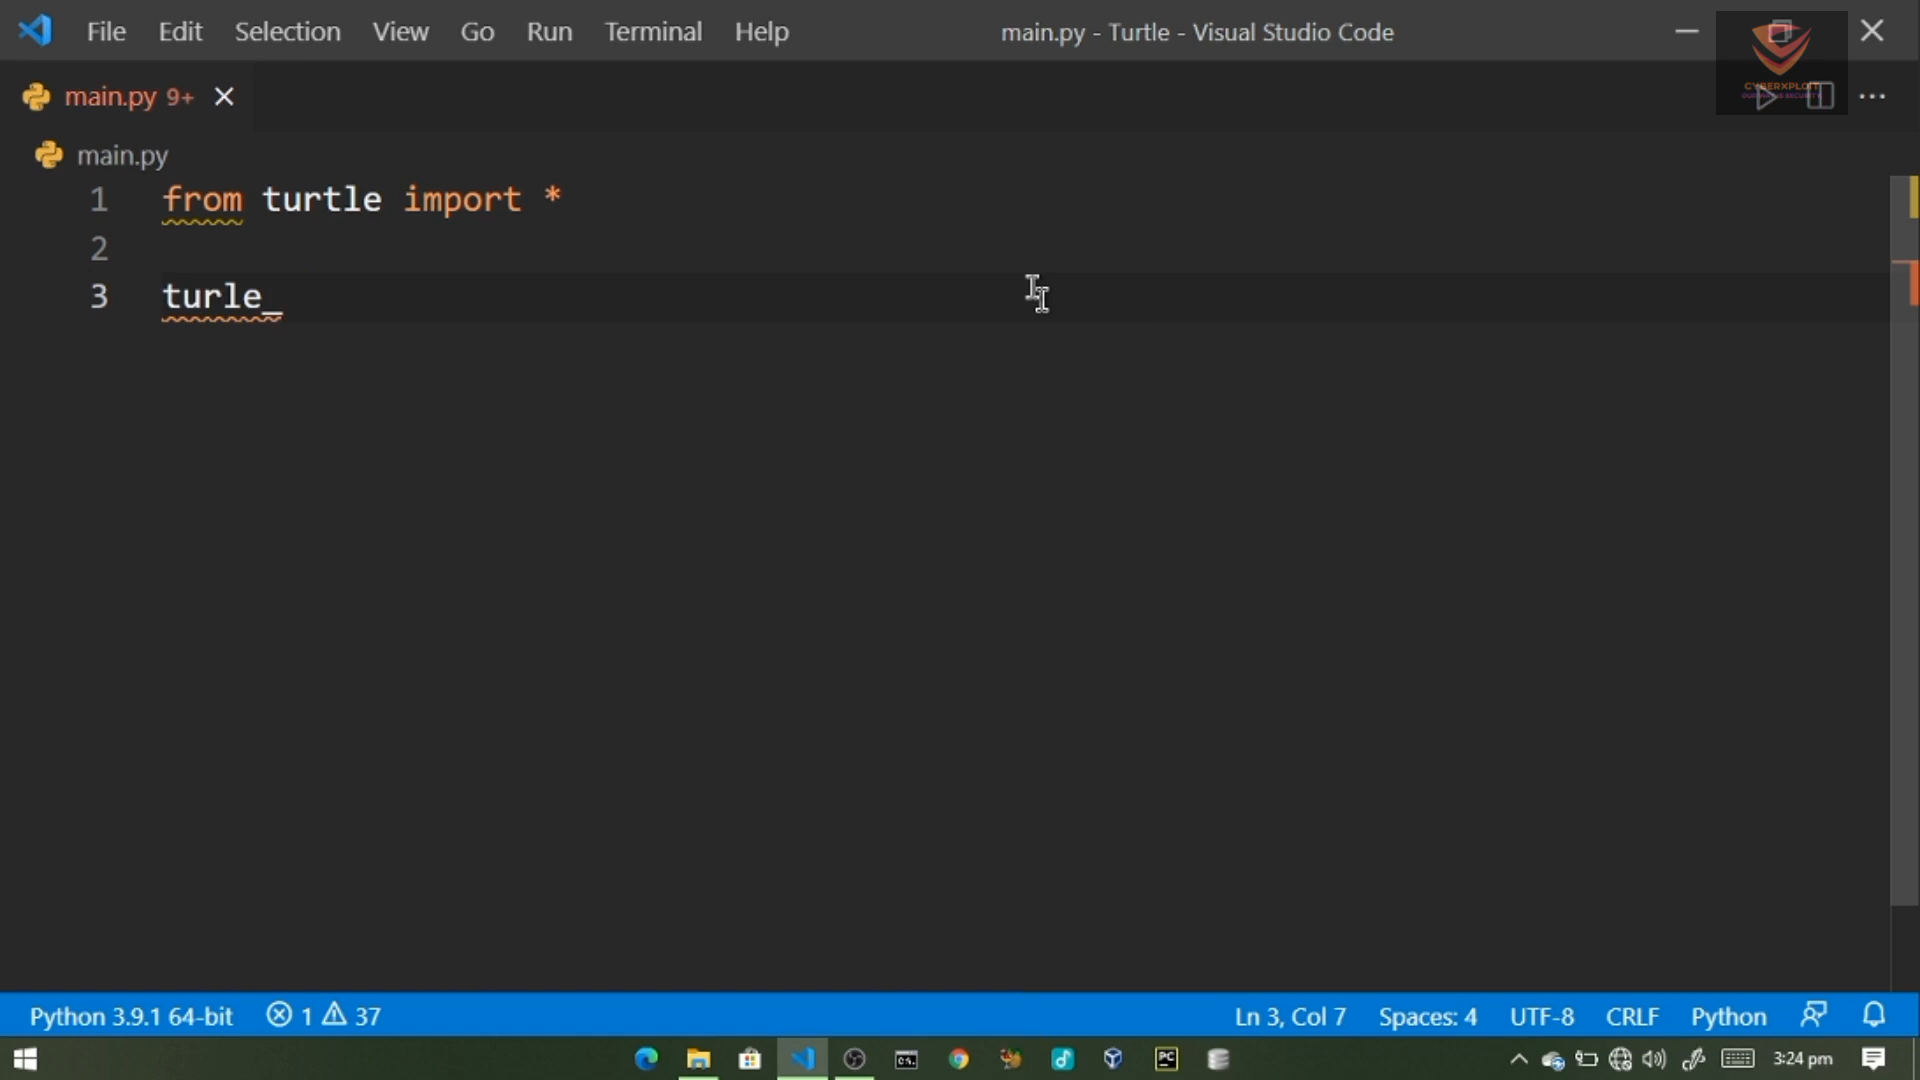 File Edit Selection View Go Run Terminal Help main.py - Turtle - Visual Studio Code
CYBERXPLOIT
main.py 9+
main.py
1 from turtle import *
2
3 turle_
Python 3.9.1 64-bit 1 37 Ln 3, Col 7 Spaces: 4 UTF-8 CRLF Python
PC 3:24 pm